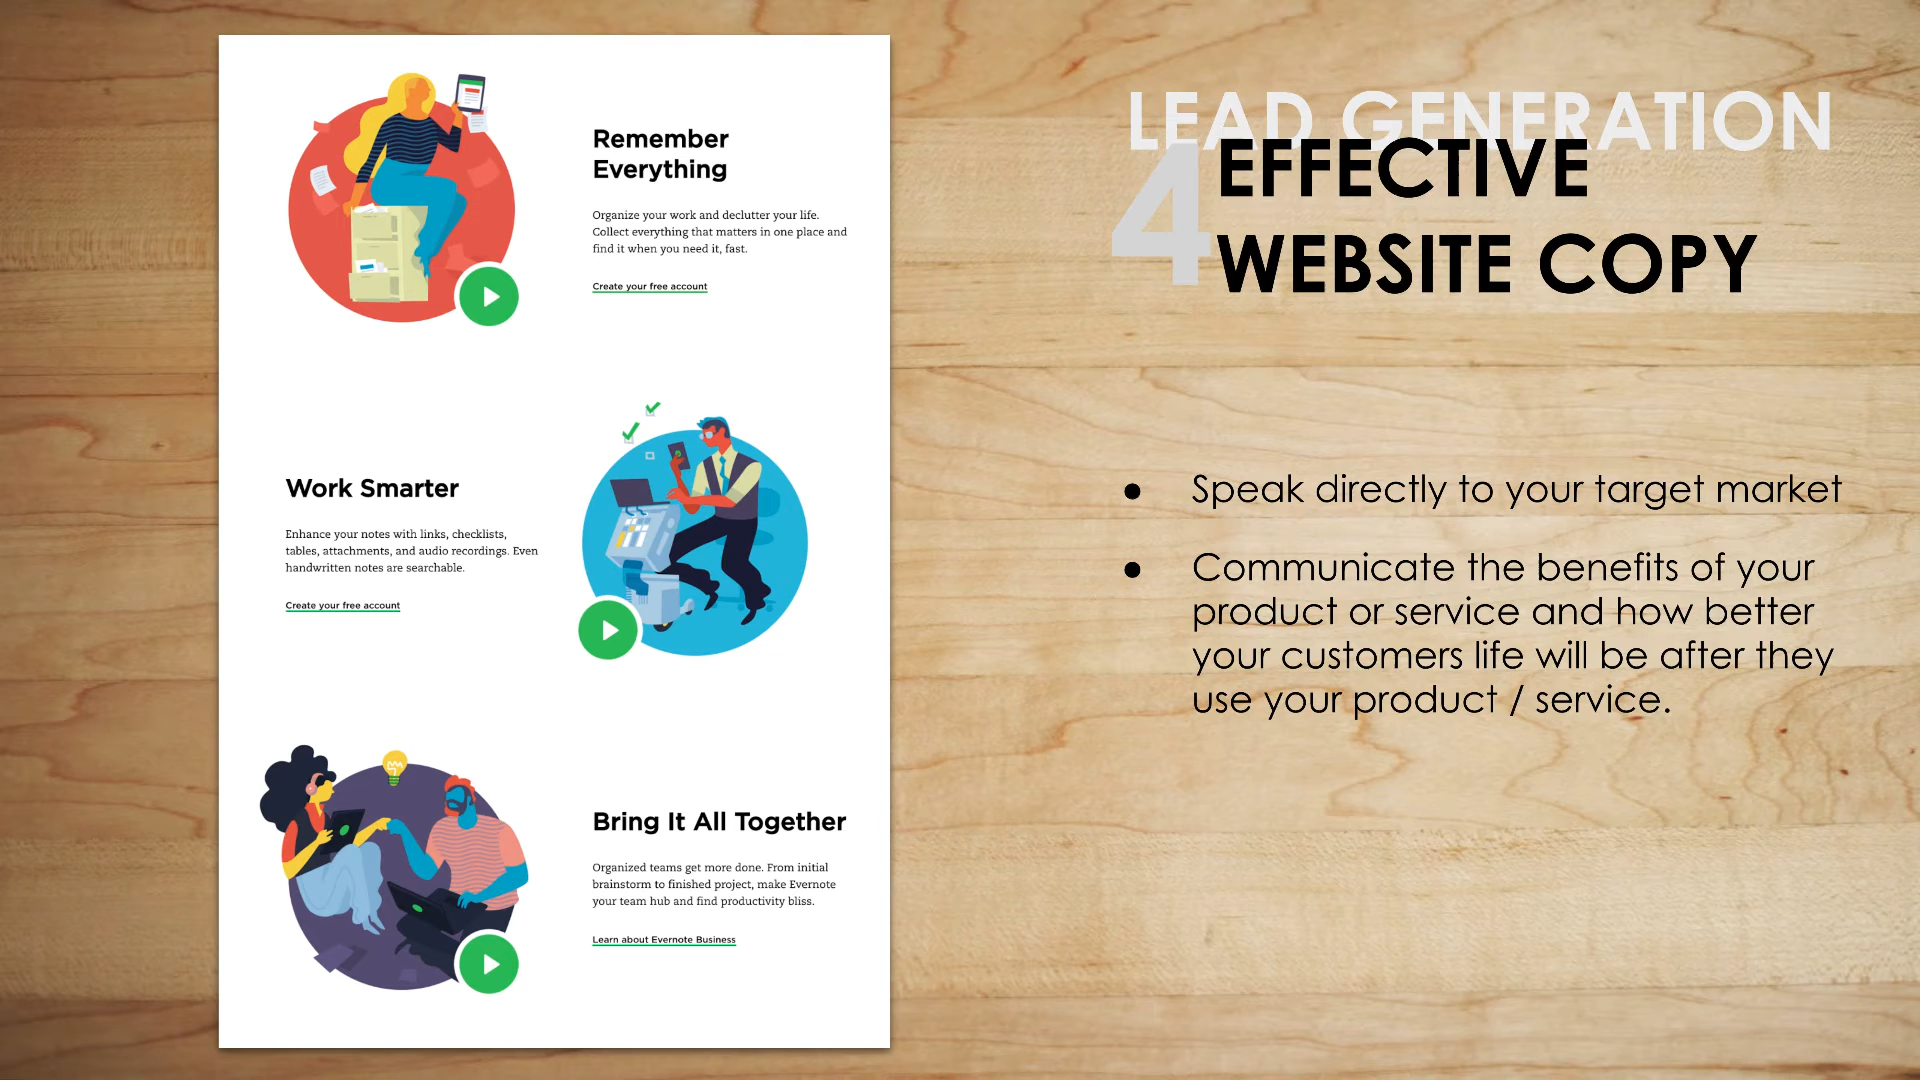 Remember
Everything
Organize your work and declutter your life.
Collect everything that matters in one place and
find it when you need it, fast.
Create your free account
Work Smarter
Enhance your notes with links, checklists,
tables, attachments, and audio recordings. Even
handwritten notes are searchable.
Create your free account
Bring It All Together
Organized teams get more done. From initial
brainstorm to finished project, make Evernote
your team hub and find productivity bliss.
Learn about Evernote Business
LEAD GENERATION
4
EFFECTIVE
WEBSITE COPY
● Speak directly to your target market
● Communicate the benefits of your
product or service and how better
your customers life will be after they
use your product / service.